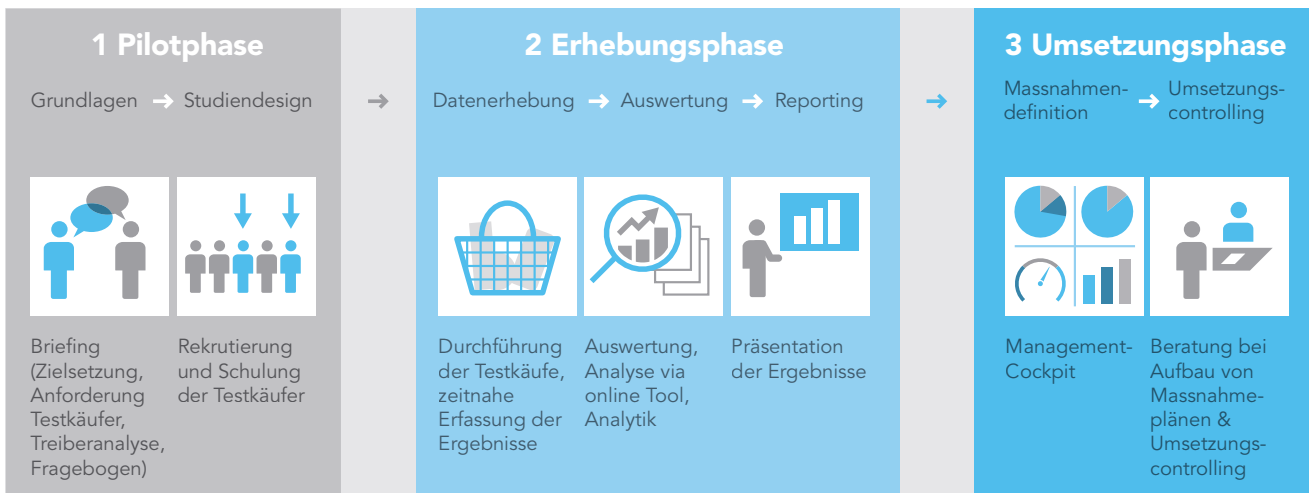 1 Pilotphase
Grundlagen → Studiendesign
→
Briefing
(Zielsetzung,
Anforderung
Testkäufer,
Treiberanalyse,
Fragebogen)
Rekrutierung
und Schulung
der Testkäufer
2 Erhebungsphase
Datenerhebung → Auswertung → Reporting
→
Durchführung
der Testkäufe,
zeitnahe
Erfassung der
Ergebnisse
Auswertung,
Analyse via
online Tool,
Analytik
Präsentation
der Ergebnisse
3 Umsetzungsphase
Massnahmen-
definition
→
Umsetzungs-
controlling
Management-
Cockpit
Beratung bei
Aufbau von
Massnahme-
plänen &
Umsetzungs-
controlling